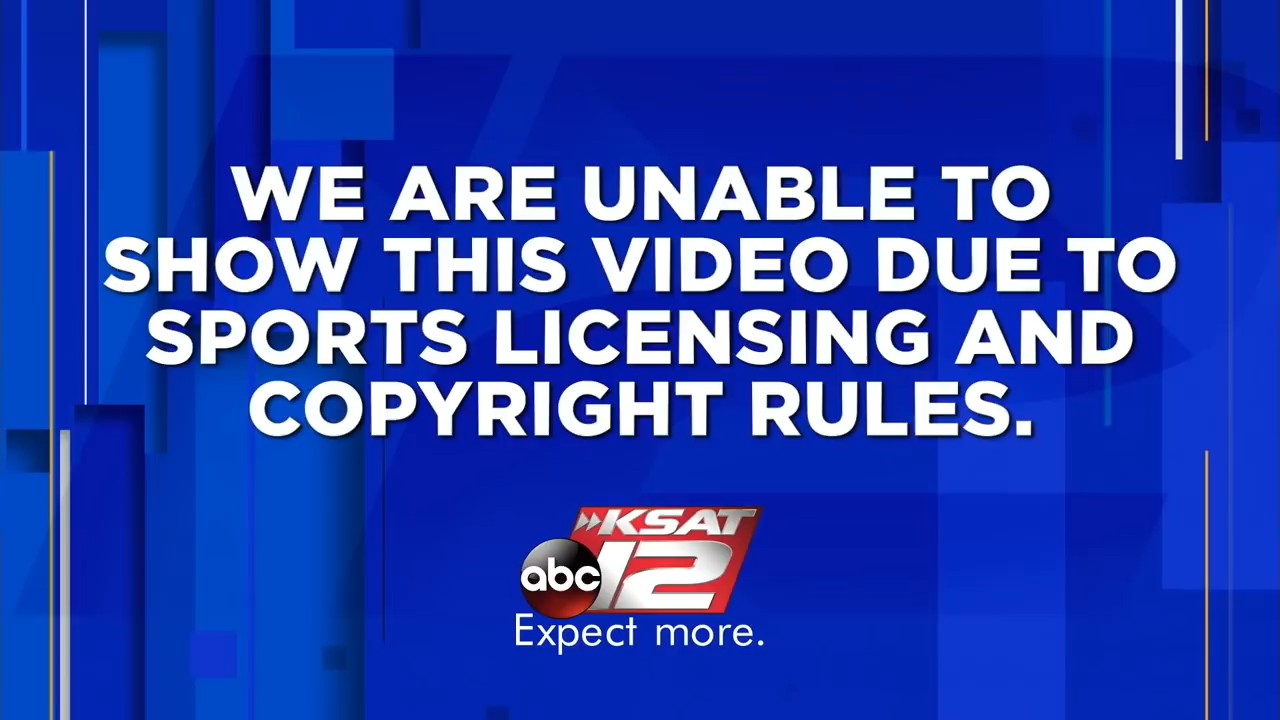 WE ARE UNABLE TO
SHOW THIS VIDEO DUE TO
SPORTS LICENSING AND
COPYRIGHT RULES.
KSAT
abc 12
Expect more.